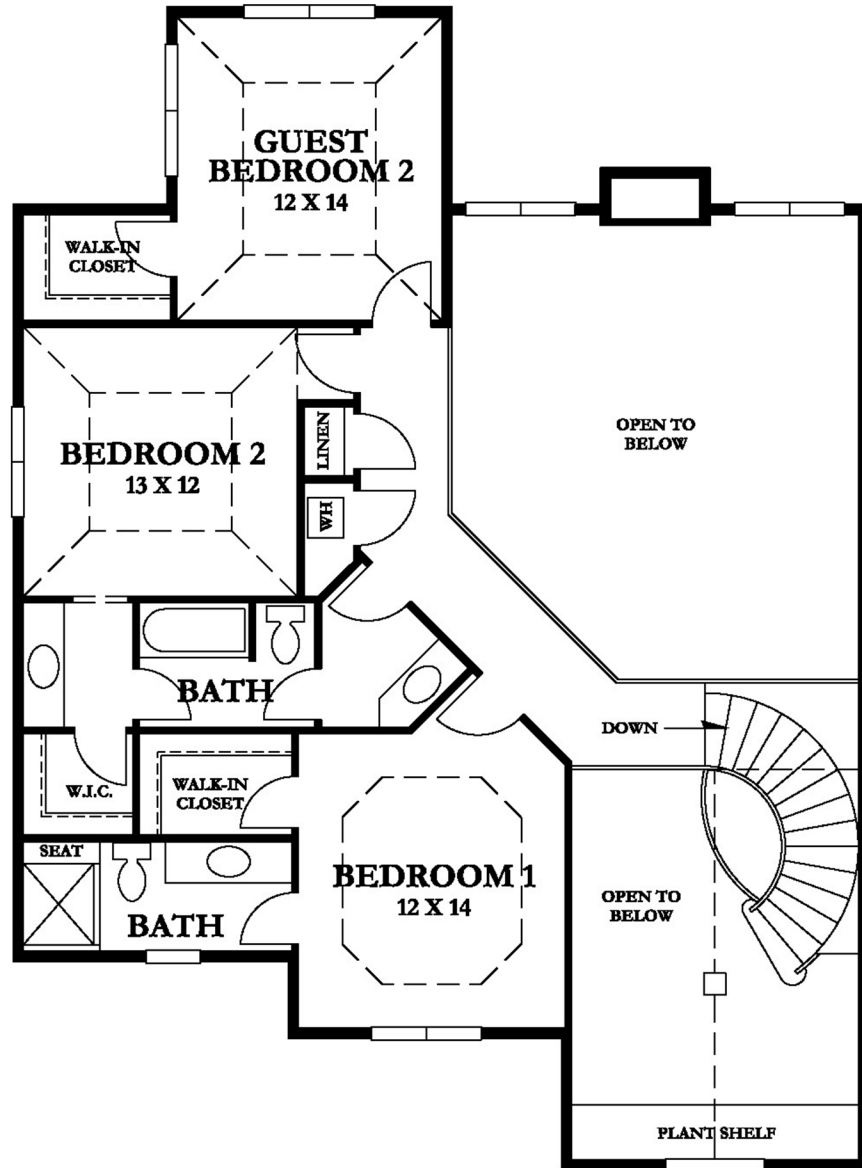 GUEST
BEDROOM 2
12 X 14
WALK-IN
CLOSET
OPEN TO
BELOW
LINEN
BEDROOM 2
13 X 12
WH
BATH
DOWN
W.I.C.
WALK-IN
CLOSET
SEAT
BEDROOM 1
12 X 14
OPEN TO
BELOW
BATH
PLANT SHELF